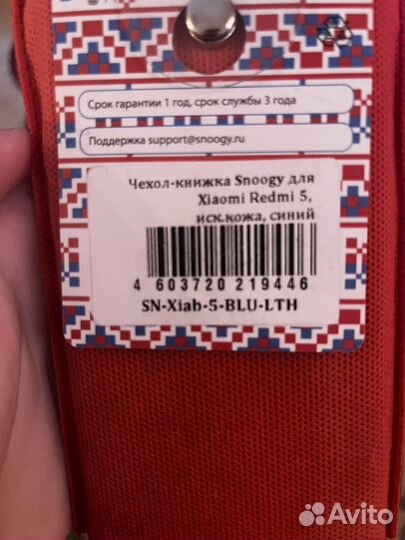 Срок гарантии 1 год, срок службы 3 года
Поддержка support@snoogy.ru
Чехол-книжка Snoogy для
Xiaomi Redmi 5,
иск.кожа, синий
4 603720 219446
SN-Xiab-5-BLU-LTH
Avito